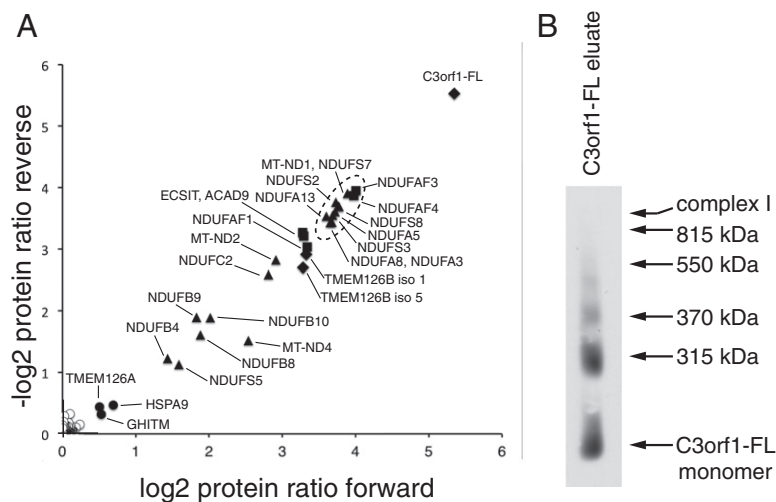 A
-log2 protein ratio reverse
6
5
4
3
2
1
0
C3orf1-FL
MT-ND1, NDUFS7
NDUFS2
NDUFAF3
ECSIT, ACAD9
NDUFA13
NDUFAF4
NDUFAF1
NDUFS8
NDUFA5
MT-ND2
NDUFS3
NDUFC2
NDUFA8, NDUFA3
TMEM126B iso 1
TMEM126B iso 5
NDUFB9
NDUFB10
NDUFB4
MT-ND4
NDUFB8
TMEM126A
NDUFS5
HSPA9
GHITM
0 1 2 3 4 5 6
log2 protein ratio forward
B
C3orf1-FL eluate
complex I
815 kDa
550 kDa
370 kDa
315 kDa
C3orf1-FL
monomer